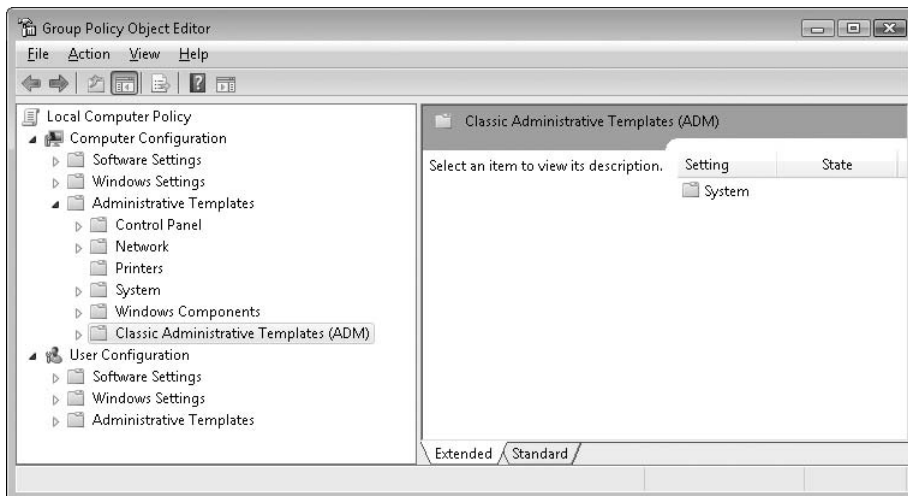 Group Policy Object Editor
File Action View Help
Local Computer Policy
Computer Configuration
Software Settings
Windows Settings
Administrative Templates
Control Panel
Network
Printers
System
Windows Components
Classic Administrative Templates (ADM)
User Configuration
Software Settings
Windows Settings
Administrative Templates
Classic Administrative Templates (ADM)
Select an item to view its description.
Setting State
System
Extended Standard